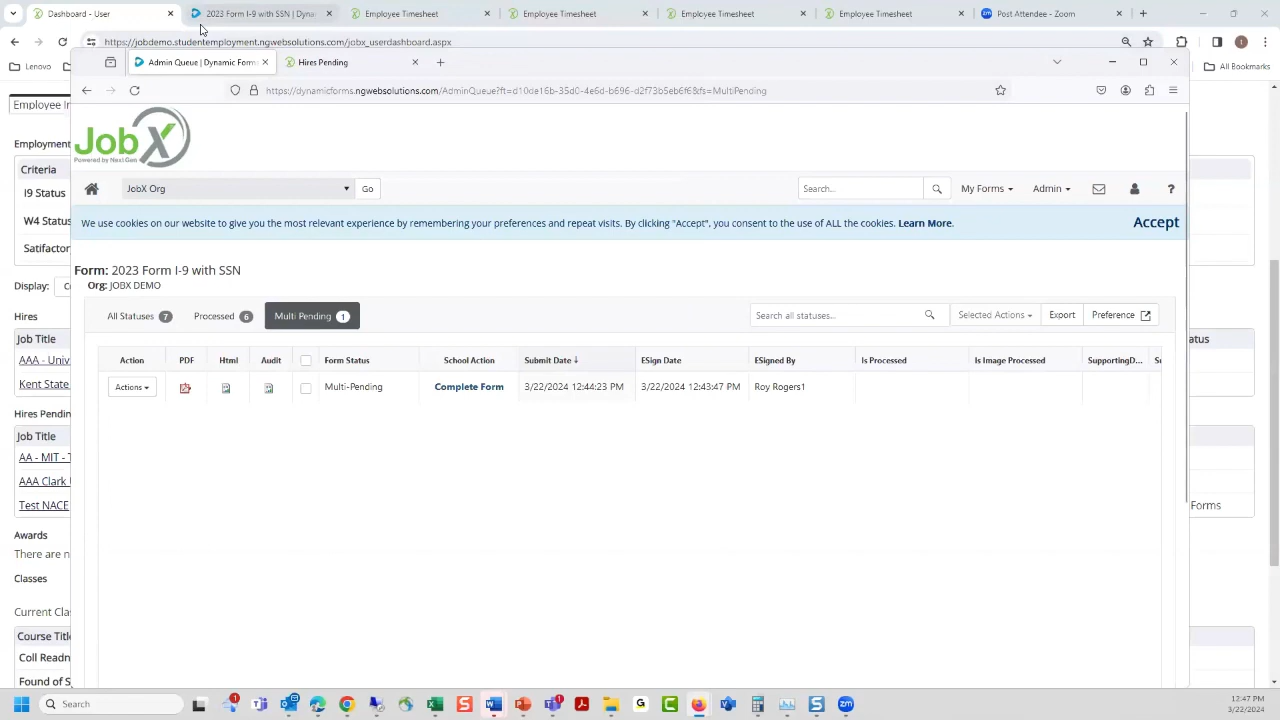 Dashboard - User
2023 Form I-9 with SSN | Dynami
Employee Timesheet
Employee Timesheet
Employee Timesheet
Employee Timesheet
Post Attendee - Zoom
https://jobdemo.studentemployment.ngwebsolutions.com/jobx_userdashboard.aspx
Lenovo
All Bookmarks
Admin Queue | Dynamic Forms
Hires Pending
https://dynamicforms.ngwebsolutions.com/AdminQueue?ft=d10de16b-35d0-4e6d-b696-d2f73b5eb6f6&fs=MultiPending
Employee In
JobX
Powered by NextGen
Employment
Criteria
I9 Status
W4 Status
Satifactory
JobX Org
Go
Search...
My Forms
Admin
?
We use cookies on our website to give you the most relevant experience by remembering your preferences and repeat visits. By clicking "Accept", you consent to the use of ALL the cookies. Learn More.
Accept
Form: 2023 Form I-9 with SSN
Org: JOBX DEMO
Display:
Hires
Job Title
AAA - Univ
Kent State
All Statuses 7
Processed 6
Multi Pending 1
Search all statuses...
Selected Actions
Export
Preference
atus
Action
PDF
Html
Audit
Form Status
School Action
Submit Date
ESign Date
ESigned By
Is Processed
Is Image Processed
SupportingD...
Actions
Multi-Pending
Complete Form
3/22/2024 12:44:23 PM
3/22/2024 12:43:47 PM
Roy Rogers1
Hires Pendin
Job Title
AA - MIT - T
AAA Clark U
Test NACE
Forms
Awards
There are n
Classes
Current Cla
Course Title
Coll Readn
Found of S
Search
12:47 PM
3/22/2024